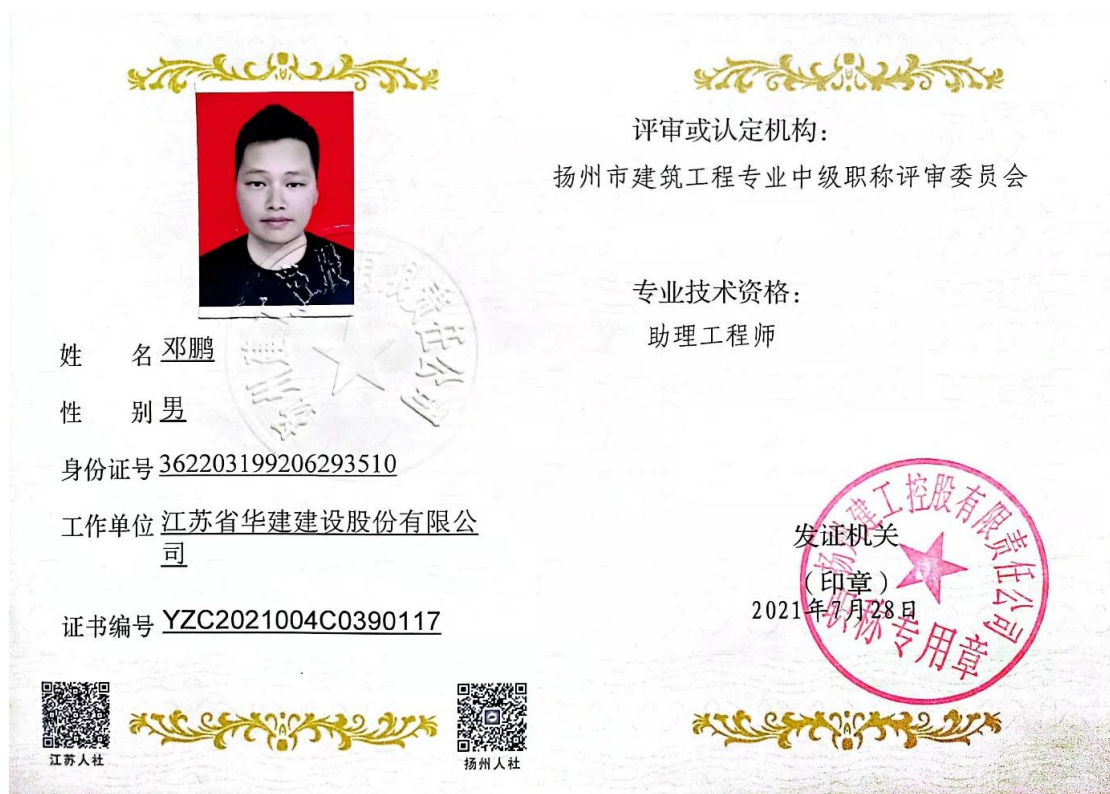 姓 名 邓鹏
性 别 男
身份证号 362203199206293510
工作单位 江苏省华建建设股份有限公
司
证书编号 YZC2021004C0390117
江苏人社
扬州人社
评审或认定机构：
扬州市建筑工程专业中级职称评审委员会
专业技术资格：
助理工程师
发证机关
（印章）
2021年7月28日
扬州建工控股有限责任公司
职称专用章